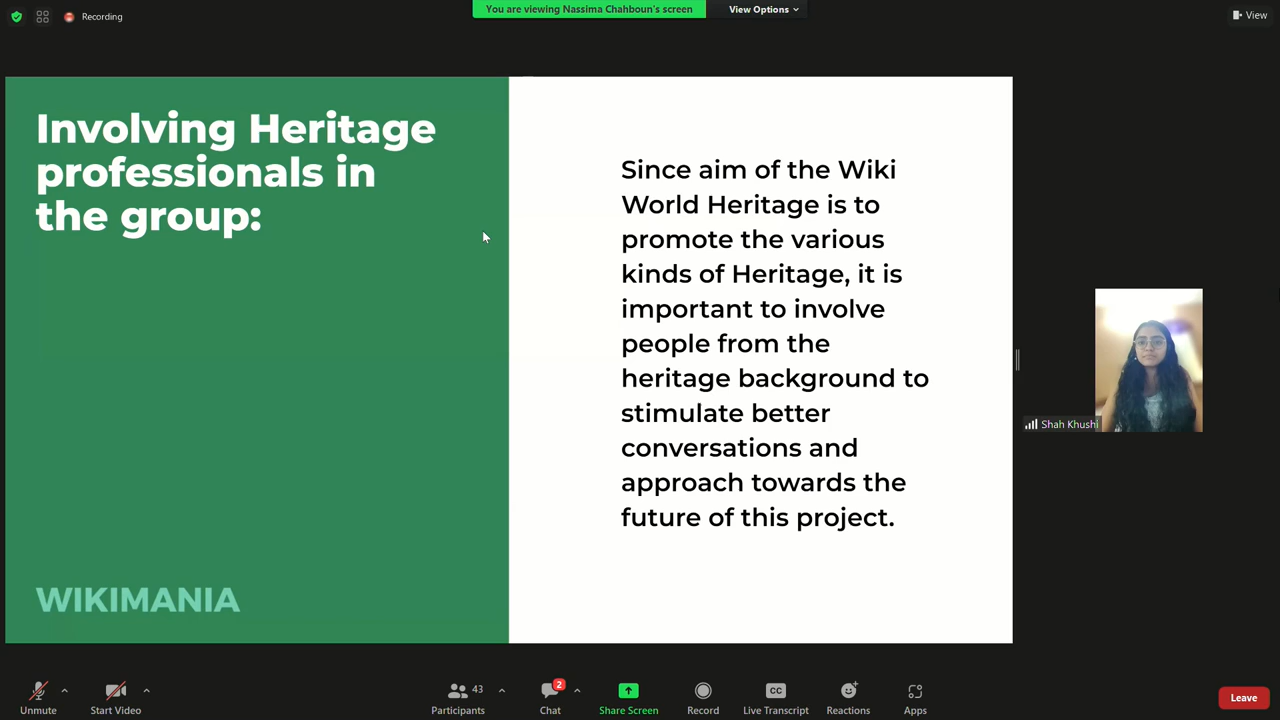 Recording
You are viewing Nassima Chahboun's screen
View Options
View
Involving Heritage
professionals in
the group:
WIKIMANIA
Since aim of the Wiki
World Heritage is to
promote the various
kinds of Heritage, it is
important to involve
people from the
heritage background to
stimulate better
conversations and
approach towards the
future of this project.
Shah Khushi
Unmute
Start Video
43
Participants
2
Chat
Share Screen
Record
CC
Live Transcript
Reactions
Apps
Leave